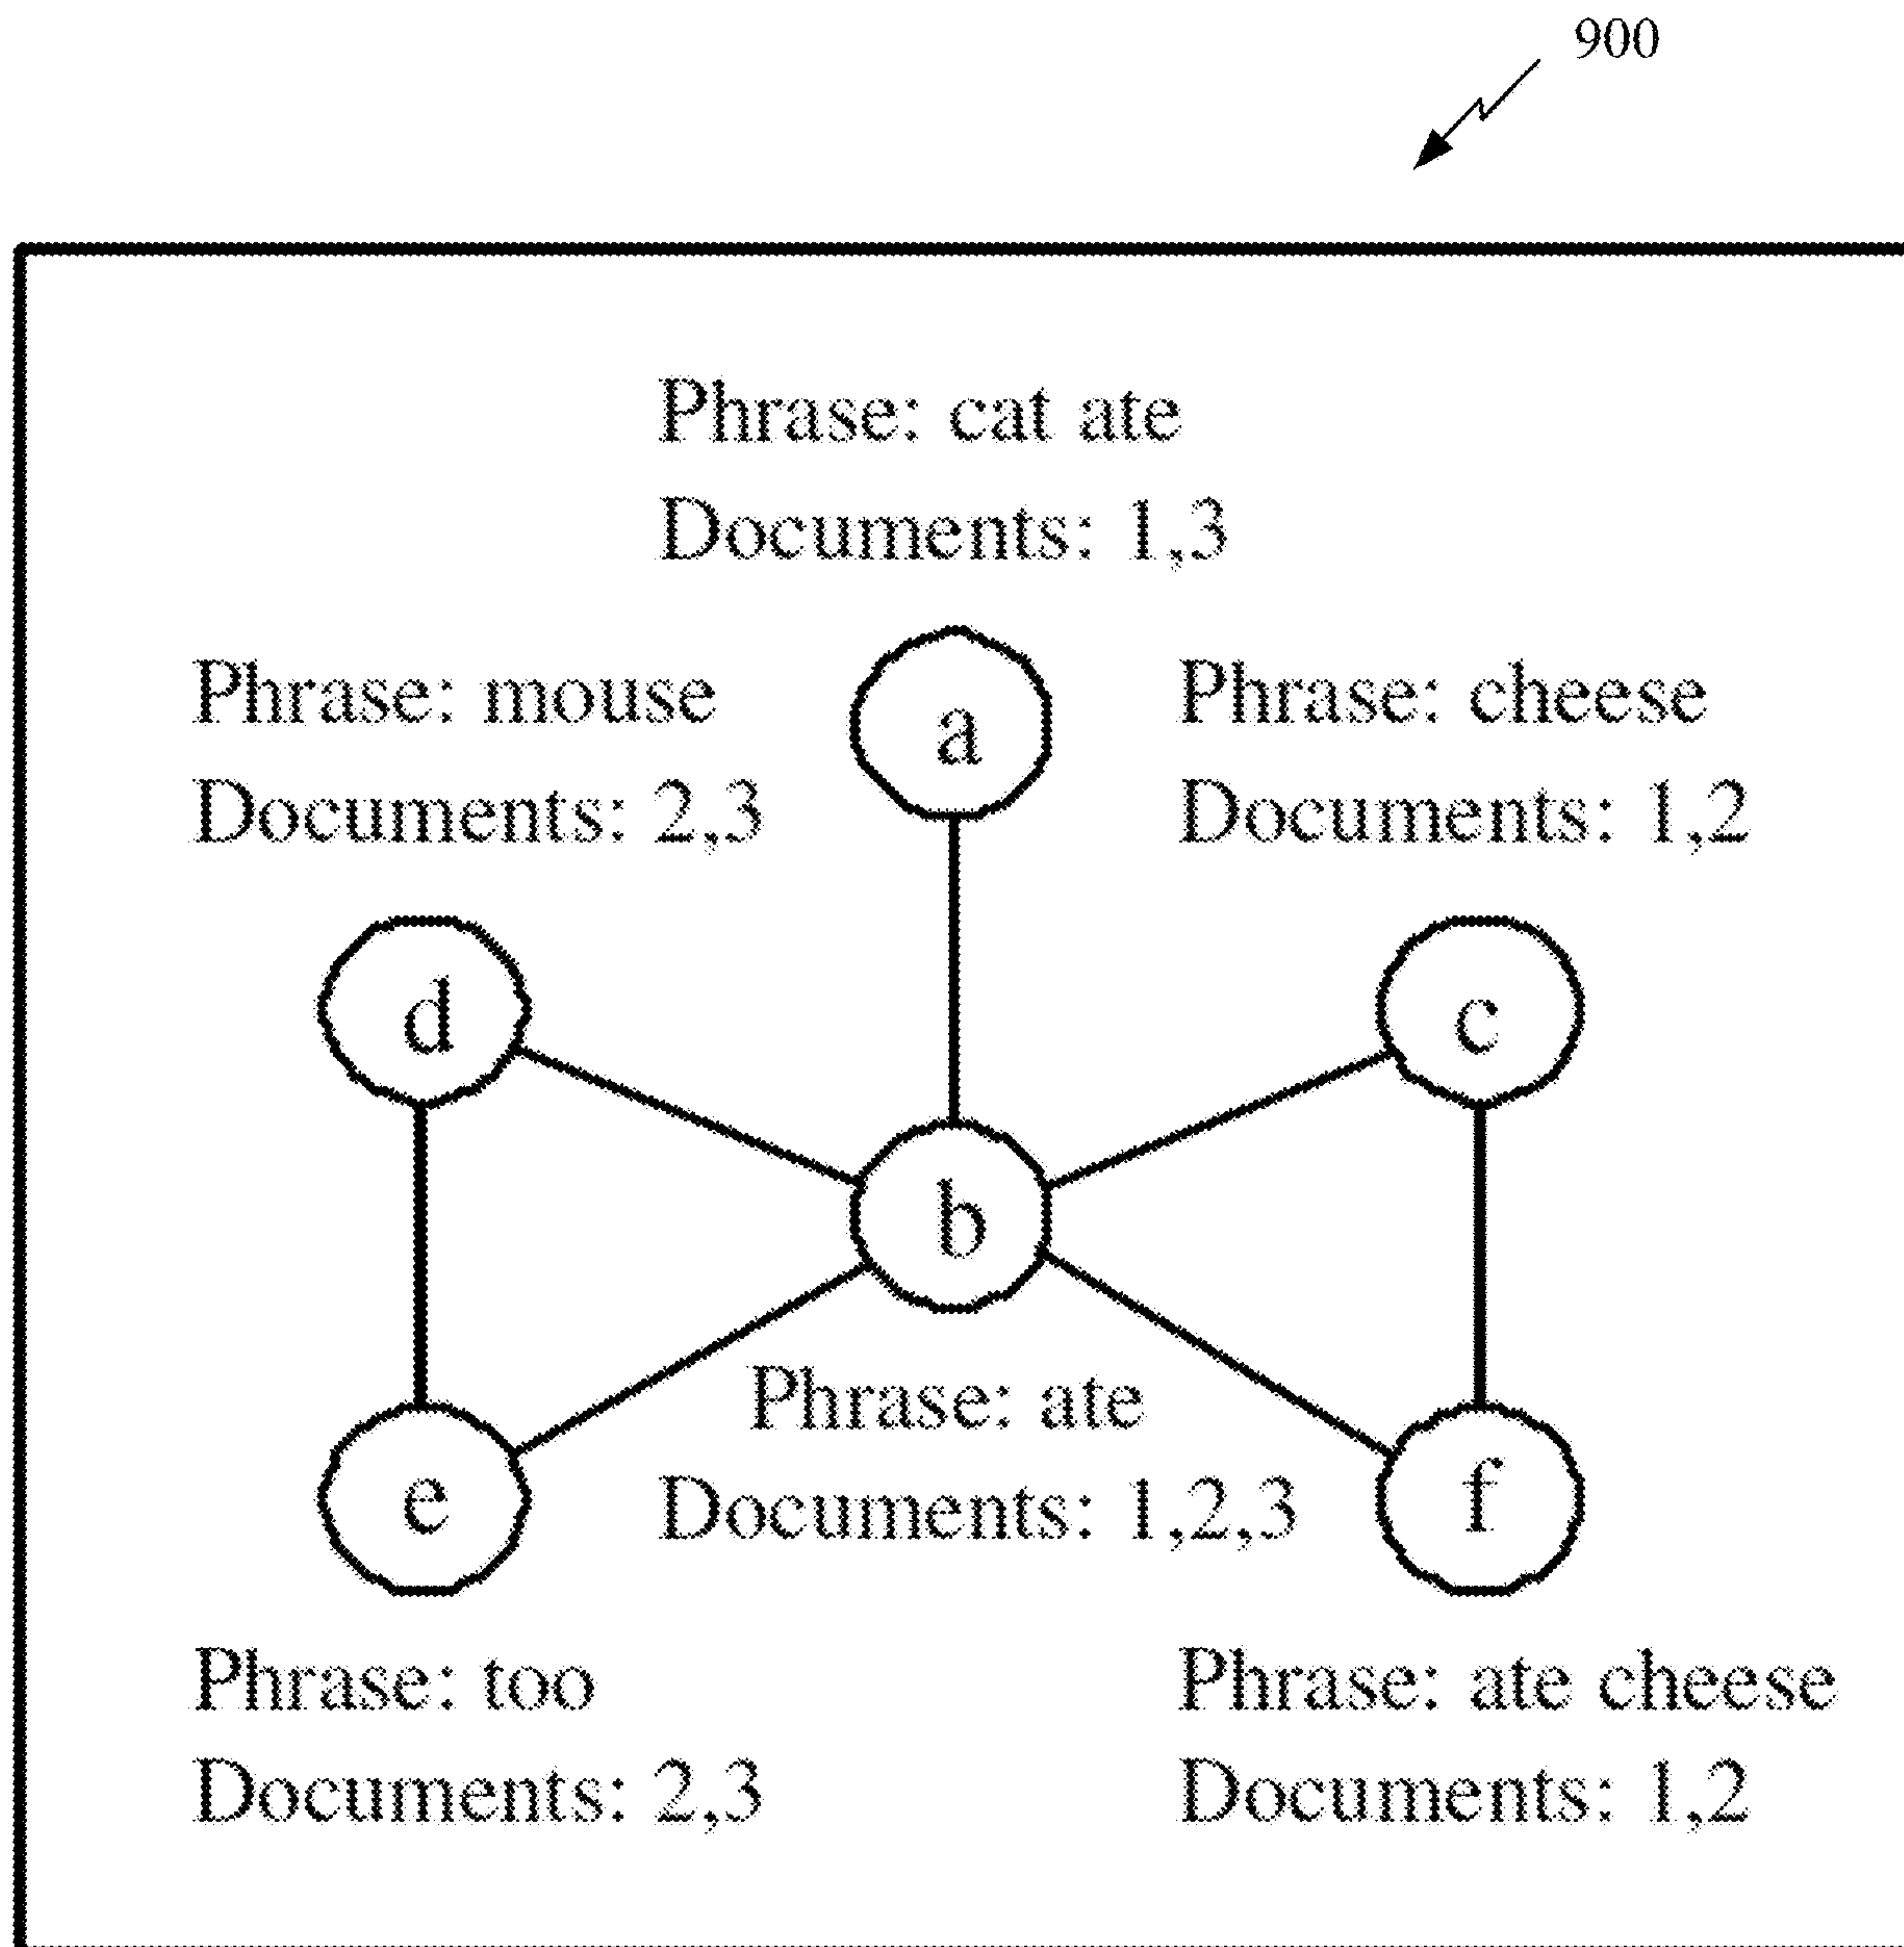 900
Phrase: cat ate
Documents: 1,3
Phrase: mouse
Documents: 2,3
a
Phrase: cheese
Documents: 1,2
d
c
b
Phrase: ate
Documents: 1,2,3
e
f
Phrase: too
Documents: 2,3
Phrase: ate cheese
Documents: 1,2